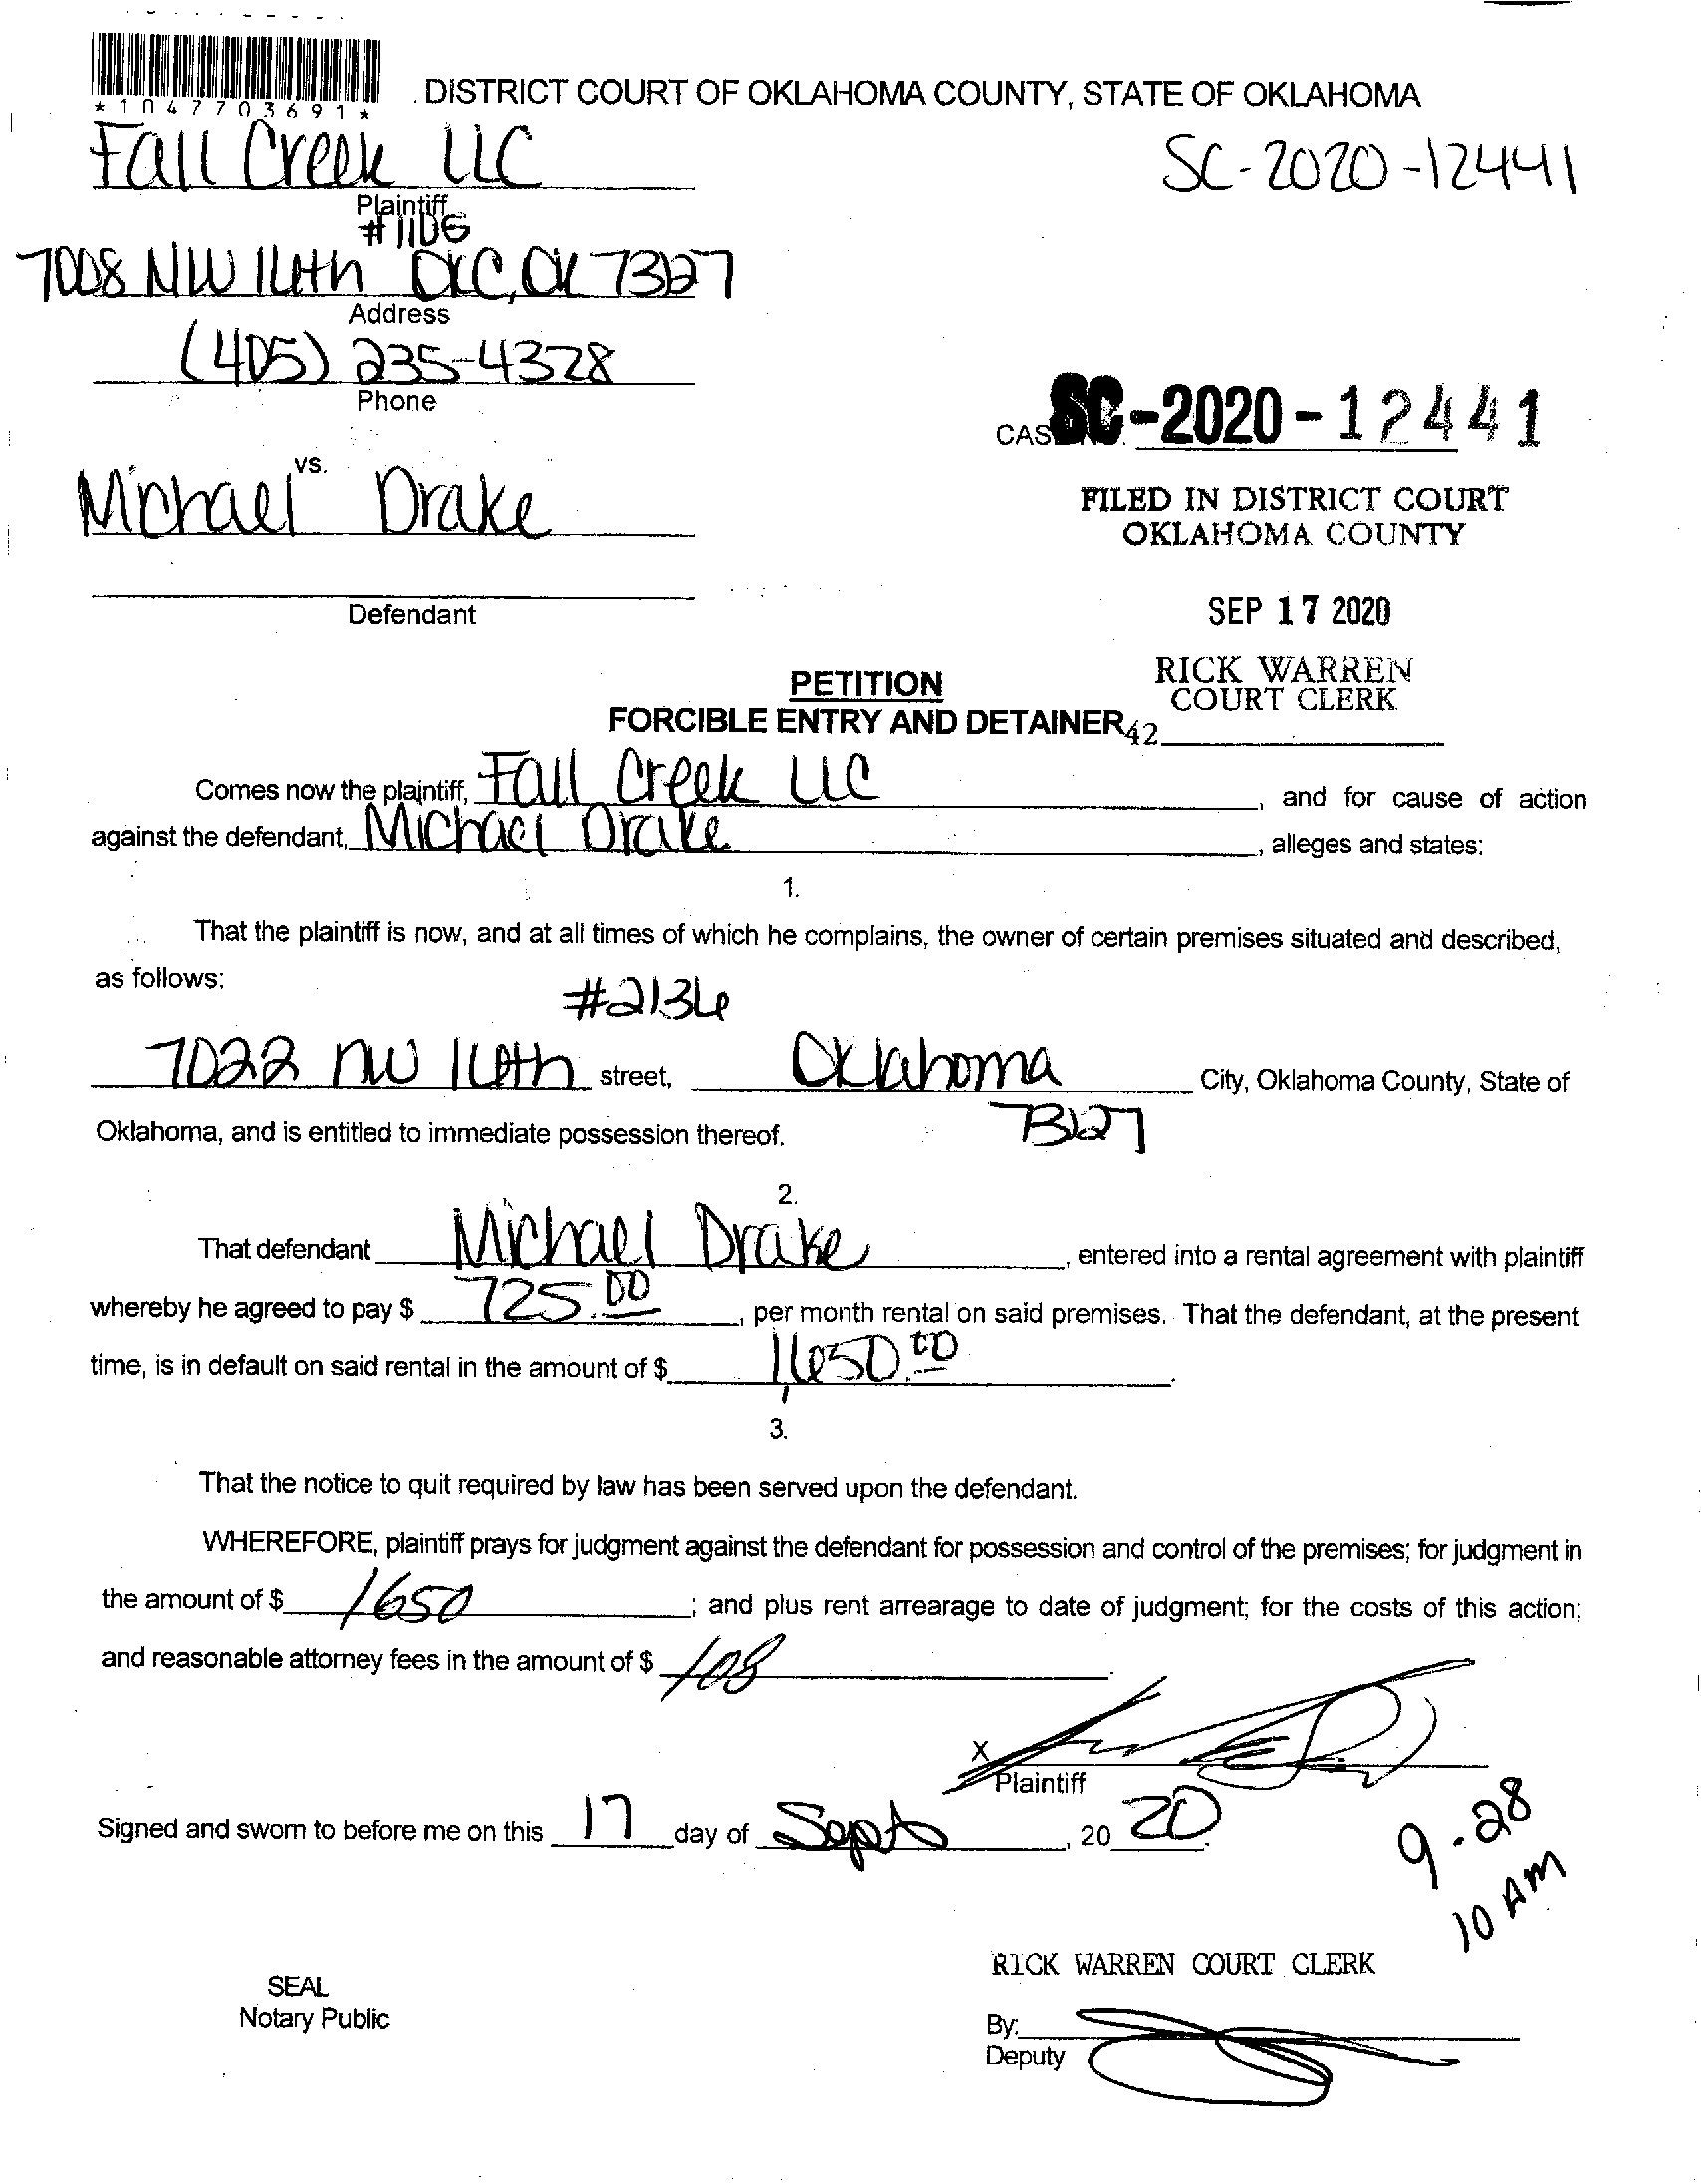 *1047703691*
DISTRICT COURT OF OKLAHOMA COUNTY, STATE OF OKLAHOMA
Fall Creek LLC
SC-2020-12441
Plaintiff
#1106
7008 NW 16th OKC, OK 73127
Address
(405) 235-4328
Phone
CASE NO. SC-2020-12441
vs.
Michael Drake
FILED IN DISTRICT COURT
OKLAHOMA COUNTY
Defendant
SEP 17 2020
RICK WARREN
COURT CLERK
PETITION
FORCIBLE ENTRY AND DETAINER
42
Comes now the plaintiff, Fall Creek LLC, and for cause of action
against the defendant, Michael Drake, alleges and states:
1.
That the plaintiff is now, and at all times of which he complains, the owner of certain premises situated and described,
as follows:
#2136
7022 NW 16th street, Oklahoma City, Oklahoma County, State of
73127
Oklahoma, and is entitled to immediate possession thereof.
2.
That defendant Michael Drake, entered into a rental agreement with plaintiff
whereby he agreed to pay $ 725.00, per month rental on said premises. That the defendant, at the present
time, is in default on said rental in the amount of $ 1,650.00.
3.
That the notice to quit required by law has been served upon the defendant.
WHEREFORE, plaintiff prays for judgment against the defendant for possession and control of the premises; for judgment in
the amount of $ 1650; and plus rent arrearage to date of judgment; for the costs of this action;
and reasonable attorney fees in the amount of $ 108.
X
Plaintiff
Signed and sworn to before me on this 17 day of Sept, 2020.
9-28
10 AM
RICK WARREN COURT CLERK
SEAL
Notary Public
By:
Deputy